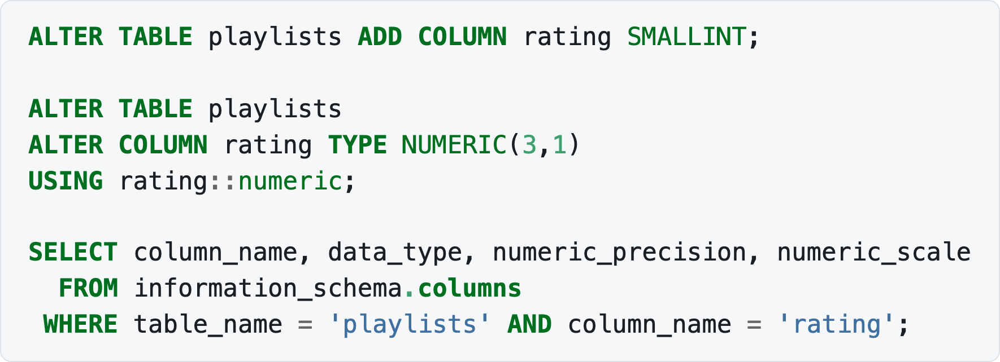 ALTER TABLE playlists ADD COLUMN rating SMALLINT;
ALTER TABLE playlists
ALTER COLUMN rating TYPE NUMERIC(3,1)
USING rating::numeric;
SELECT column_name, data_type, numeric_precision, numeric_scale
  FROM information_schema.columns
 WHERE table_name = 'playlists' AND column_name = 'rating';